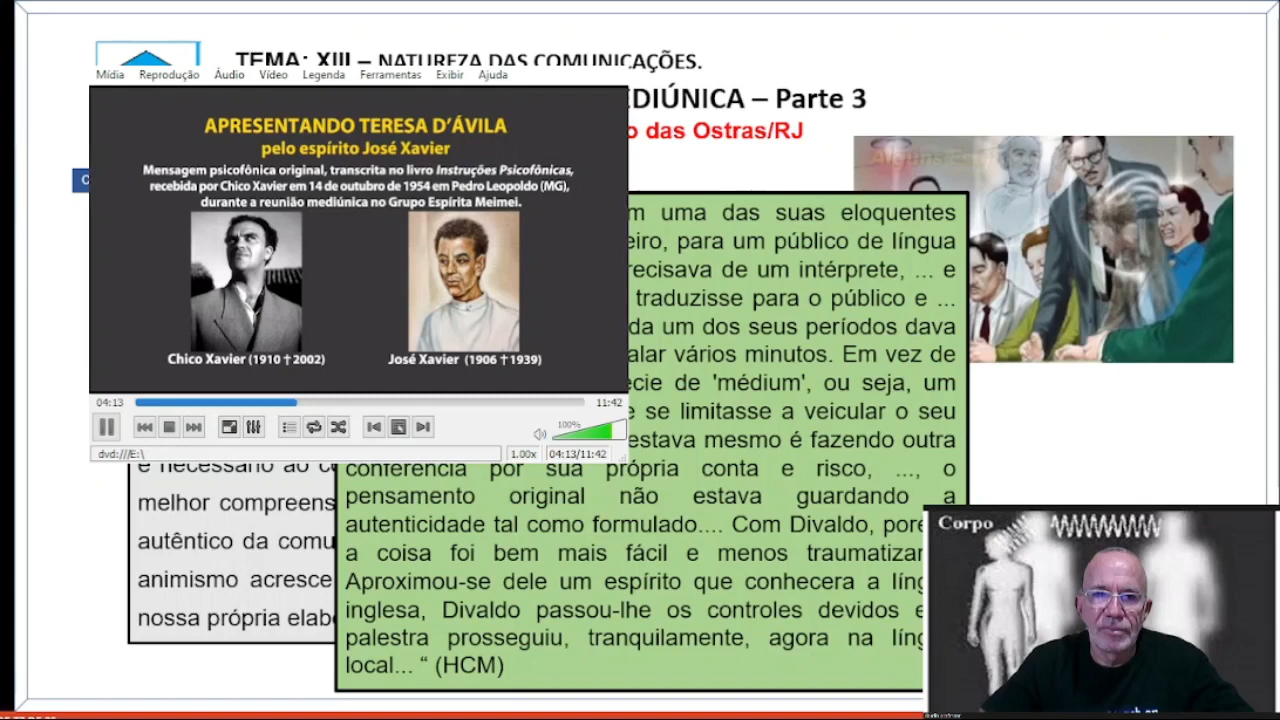 TEMA: XIII – NATUREZA DAS COMUNICAÇÕES.
EDIÚNICA – Parte 3
o das Ostras/RJ
Mídia Reprodução Áudio Vídeo Legenda Ferramentas Exibir Ajuda
APRESENTANDO TERESA D'ÁVILA
pelo espírito José Xavier
Mensagem psicofônica original, transcrita no livro Instruções Psicofônicas,
recebida por Chico Xavier em 14 de outubro de 1954 em Pedro Leopoldo (MG),
durante a reunião mediúnica no Grupo Espírita Meimei.
Chico Xavier (1910 † 2002) José Xavier (1906 † 1939)
04:13 11:42
100%
dvd:///E:\ 1.00x 04:13/11:42
C
m uma das suas eloquentes
eiro, para um público de língua
recisava de um intérprete, ... e
traduzisse para o público e ...
da um dos seus períodos dava
alar vários minutos. Em vez de
écie de 'médium', ou seja, um
e se limitasse a veicular o seu
estava mesmo é fazendo outra
conferência por sua própria conta e risco, ..., o
pensamento original não estava guardando a
autenticidade tal como formulado.... Com Divaldo, poré
a coisa foi bem mais fácil e menos traumatizan
Aproximou-se dele um espírito que conhecera a líng
inglesa, Divaldo passou-lhe os controles devidos e
palestra prosseguiu, tranquilamente, agora na líng
local... “ (HCM)
é necessário ao co
melhor compreens
autêntico da comu
animismo acresce
nossa própria elab
Corpo